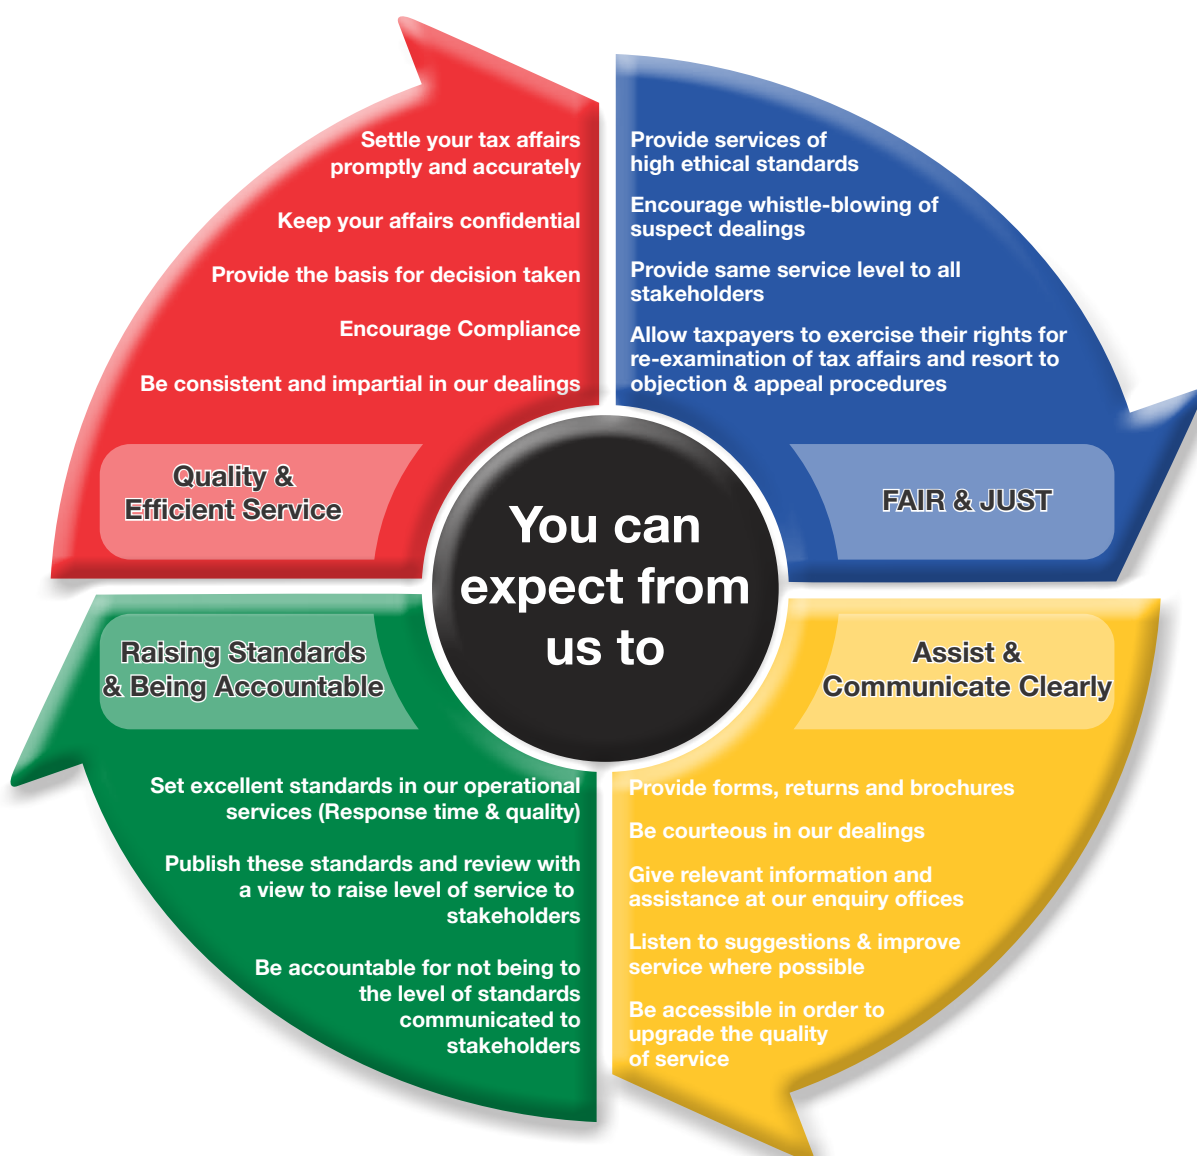 Settle your tax affairs
promptly and accurately
Keep your affairs confidential
Provide the basis for decision taken
Encourage Compliance
Be consistent and impartial in our dealings
Quality &
Efficient Service
Provide services of
high ethical standards
Encourage whistle-blowing of
suspect dealings
Provide same service level to all
stakeholders
Allow taxpayers to exercise their rights for
re-examination of tax affairs and resort to
objection & appeal procedures
FAIR & JUST
You can
expect from
us to
Raising Standards
& Being Accountable
Set excellent standards in our operational
services (Response time & quality)
Publish these standards and review with
a view to raise level of service to
stakeholders
Be accountable for not being to
the level of standards
communicated to
stakeholders
Assist &
Communicate Clearly
Provide forms, returns and brochures
Be courteous in our dealings
Give relevant information and
assistance at our enquiry offices
Listen to suggestions & improve
service where possible
Be accessible in order to
upgrade the quality
of service